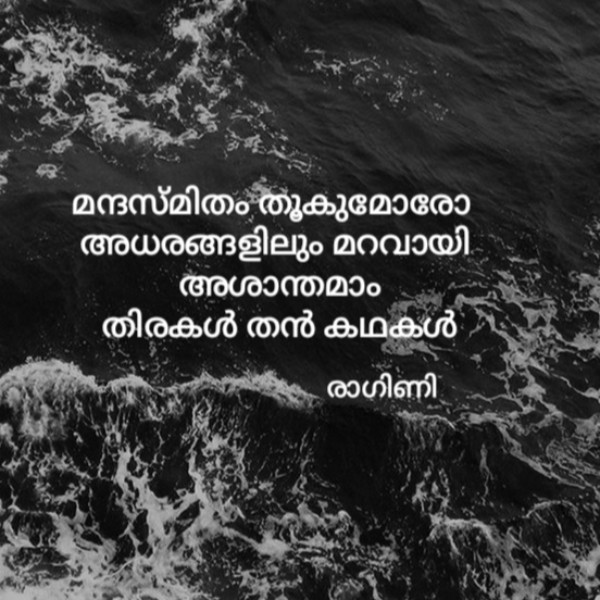 മന്ദസ്മിതം തൂകുമോരോ
അധരങ്ങളിലും മറവായി
അശാന്തമാം
തിരകൾ തൻ കഥകൾ
രാഗിണി